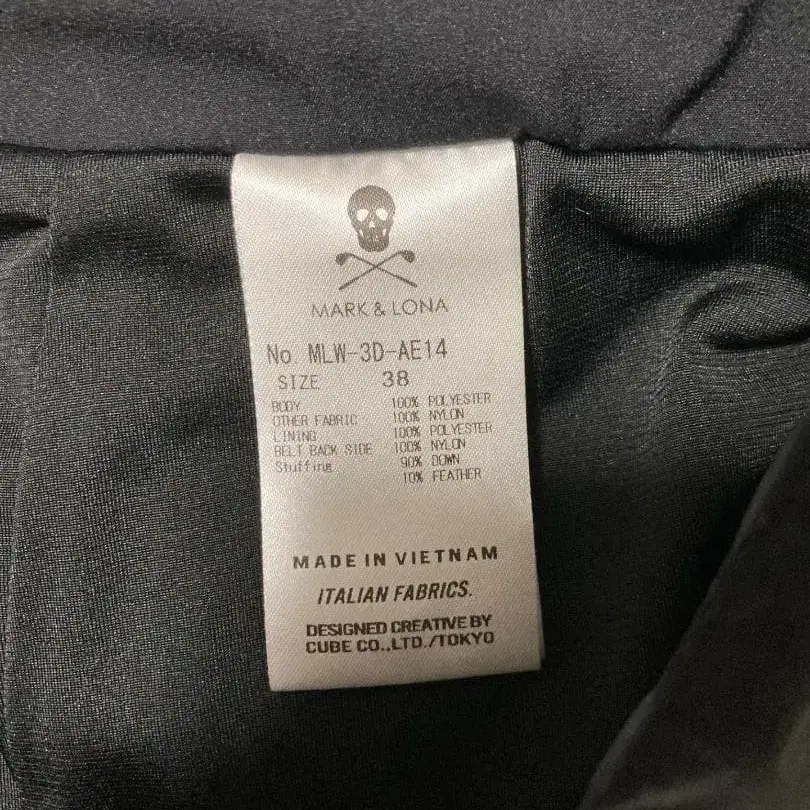 MARK & LONA
No. MLW-3D-AE14
SIZE 38
BODY 100% POLYESTER
OTHER FABRIC 100% NYLON
LINING 100% POLYESTER
BELT BACK SIDE 100% NYLON
Stuffing 90% DOWN
10% FEATHER
MADE IN VIETNAM
ITALIAN FABRICS.
DESIGNED CREATIVE BY
CUBE CO.,LTD./TOKYO